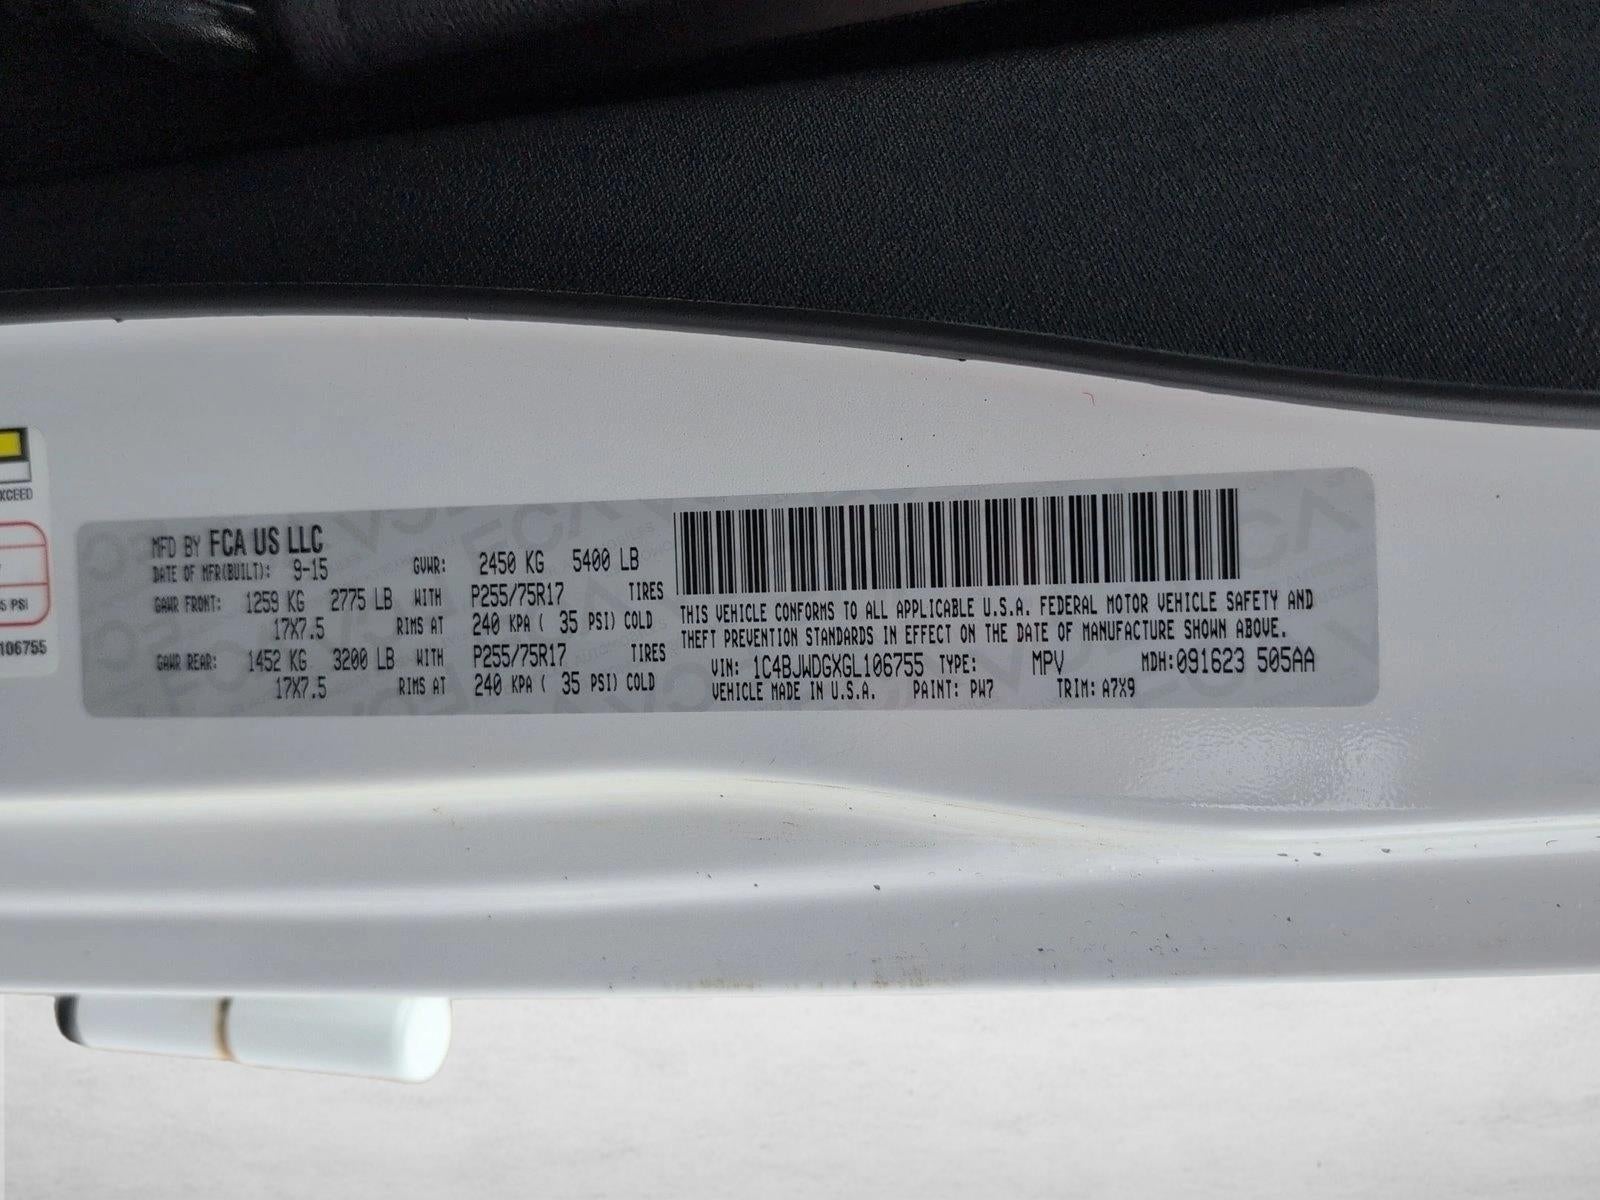 XCEED
5 PSI
106755
MFD BY FCA US LLC
DATE OF MFR(BUILT): 9-15 GVWR: 2450 KG 5400 LB
GAWR FRONT: 1259 KG 2775 LB WITH P255/75R17 TIRES
17X7.5 RIMS AT 240 KPA ( 35 PSI) COLD
GAWR REAR: 1452 KG 3200 LB WITH P255/75R17 TIRES
17X7.5 RIMS AT 240 KPA ( 35 PSI) COLD
THIS VEHICLE CONFORMS TO ALL APPLICABLE U.S.A. FEDERAL MOTOR VEHICLE SAFETY AND
THEFT PREVENTION STANDARDS IN EFFECT ON THE DATE OF MANUFACTURE SHOWN ABOVE.
VIN: 1C4BJWDGXGL106755 TYPE: MPV MDH:091623 505AA
VEHICLE MADE IN U.S.A. PAINT: PW7 TRIM: A7X9